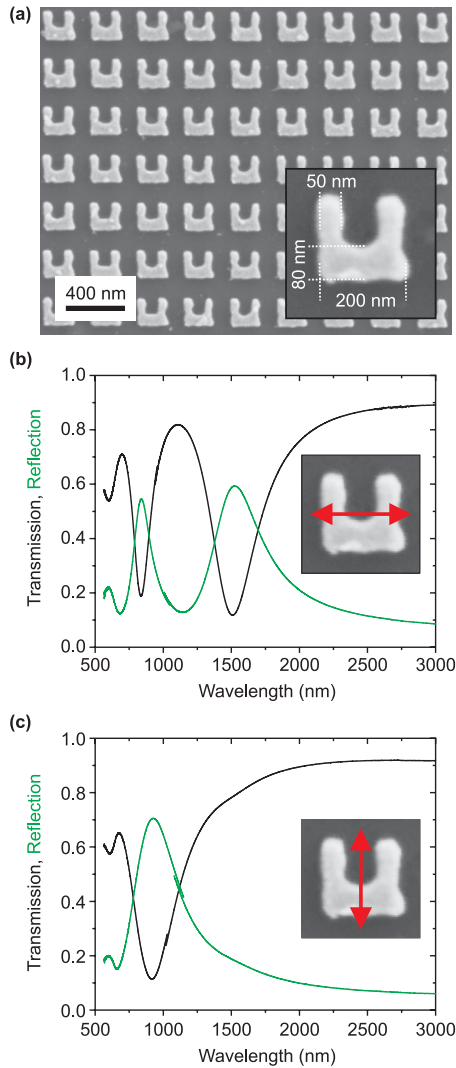 (a)
50 nm
80 nm
200 nm
400 nm
(b)
1.0
0.8
0.6
0.4
0.2
0.0
Transmission, Reflection
500 1000 1500 2000 2500 3000
Wavelength (nm)
(c)
1.0
0.8
0.6
0.4
0.2
0.0
Transmission, Reflection
500 1000 1500 2000 2500 3000
Wavelength (nm)